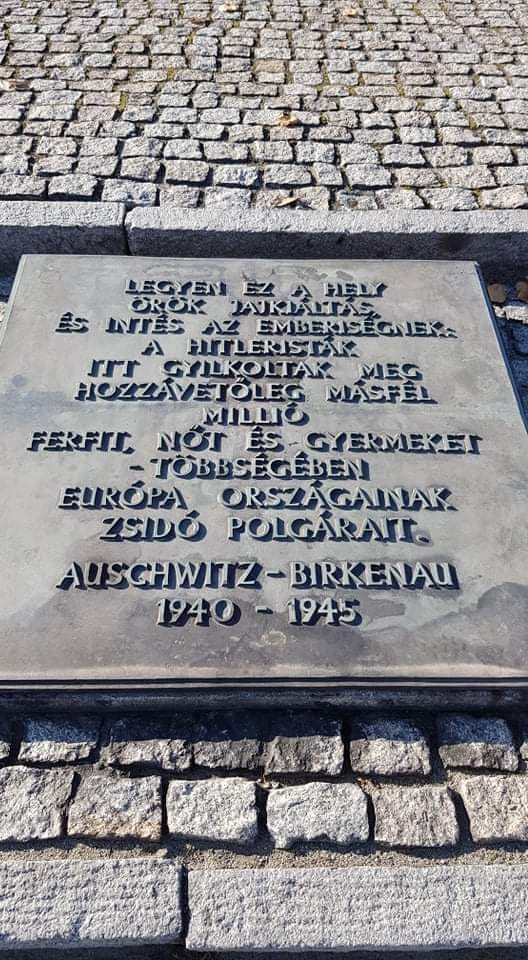 LEGYEN EZ A HELY
ÖRÖK JAJKIÁLTÁS
ÉS INTÉS AZ EMBERISÉGNEK:
A HITLERISTÁK
ITT GYILKOLTAK MEG
HOZZÁVETŐLEG MÁSFÉL
MILLIÓ
FERFIT, NŐT ÉS GYERMEKET
- TÖBBSÉGÉBEN
EURÓPA ORSZÁGAINAK
ZSIDÓ POLGÁRAIT.
AUSCHWITZ - BIRKENAU
1940 - 1945